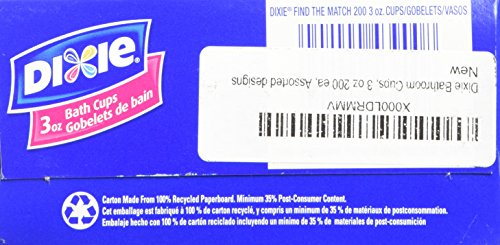 DIXIE® FIND THE MATCH 200 3 oz. CUPS/GOBELETS/VASOS
DIXIE®
Bath Cups
3 oz Gobelets de bain
Dixie Bathroom Cups, 3 oz 200 ea, Assorted designs
New
X000LDRMMV
Carton Made From 100% Recycled Paperboard. Minimum 35% Post-Consumer Content.
Cet emballage est fabriqué à 100 % de carton recyclé, y compris un minimum de 35 % de matériaux de postconsommation.
Embalaje hecho con 100 % de cartón reciclado incluyendo un mínimo de 35 % de materiales de post-consumición